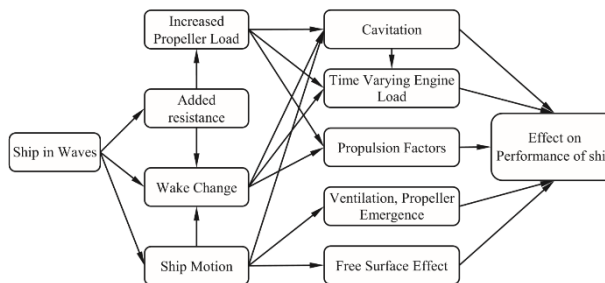 Increased
Propeller Load
Cavitation
Added
resistance
Time Varying Engine
Load
Ship in Waves
Wake Change
Propulsion Factors
Effect on
Performance of ship
Ventilation, Propeller
Emergence
Ship Motion
Free Surface Effect